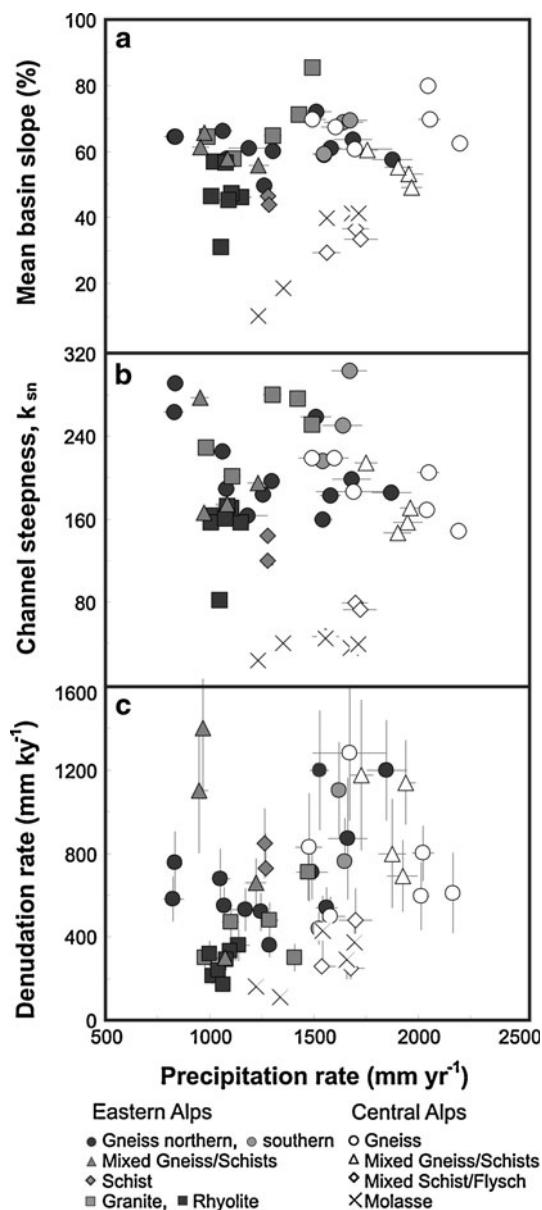 a
Mean basin slope (%)
100
80
60
40
20
b
Channel steepness, k sn
320
240
160
80
c
Denudation rate (mm ky-1)
1600
1200
800
400
0
500 1000 1500 2000 2500
Precipitation rate (mm yr-1)
Eastern Alps
Gneiss northern, southern
Mixed Gneiss/Schists
Schist
Granite, Rhyolite
Central Alps
Gneiss
Mixed Gneiss/Schists
Mixed Schist/Flysch
Molasse